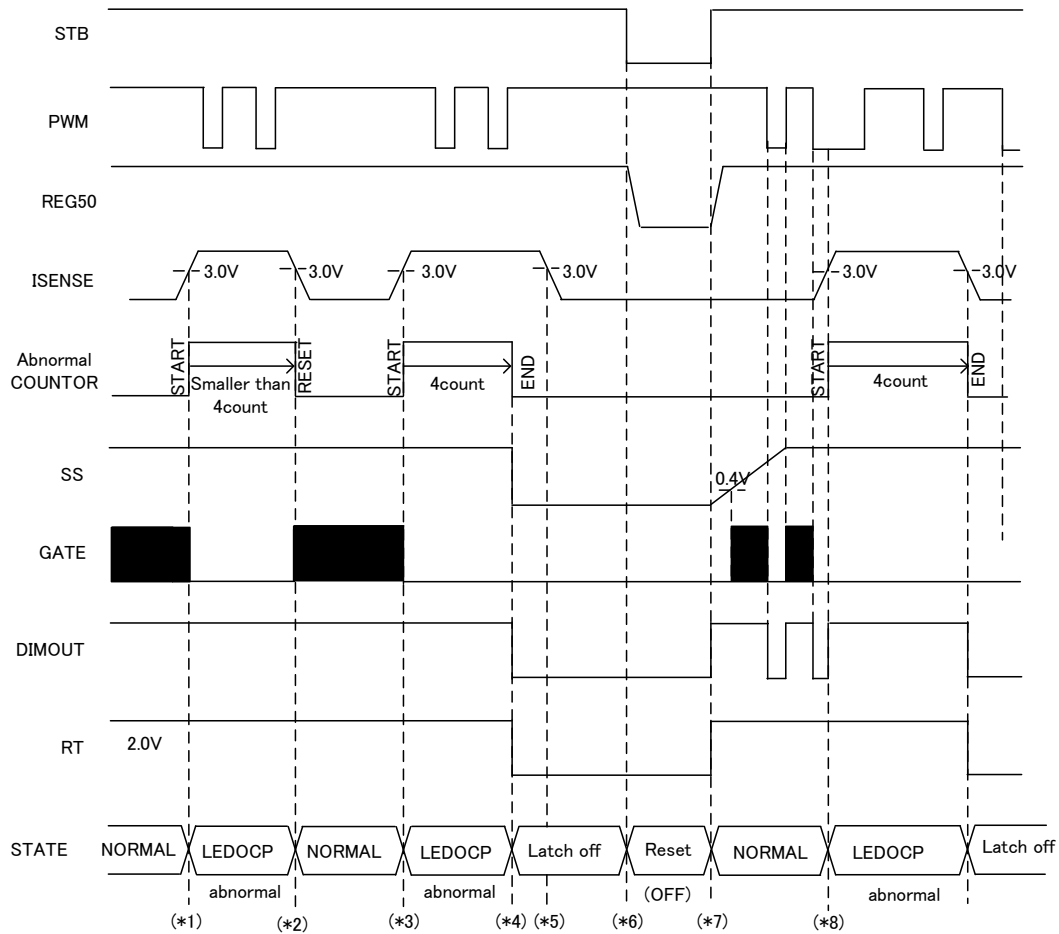 STB
PWM
REG50
ISENSE
3.0V
3.0V
3.0V
3.0V
3.0V
3.0V
Abnormal
COUNTOR
START
Smaller than
4count
RESET
START
4count
END
START
4count
END
SS
0.4V
GATE
DIMOUT
RT
2.0V
STATE
NORMAL
LEDOCP
NORMAL
LEDOCP
Latch off
Reset
NORMAL
LEDOCP
Latch off
abnormal
abnormal
(OFF)
abnormal
(*1)
(*2)
(*3)
(*4)
(*5)
(*6)
(*7)
(*8)